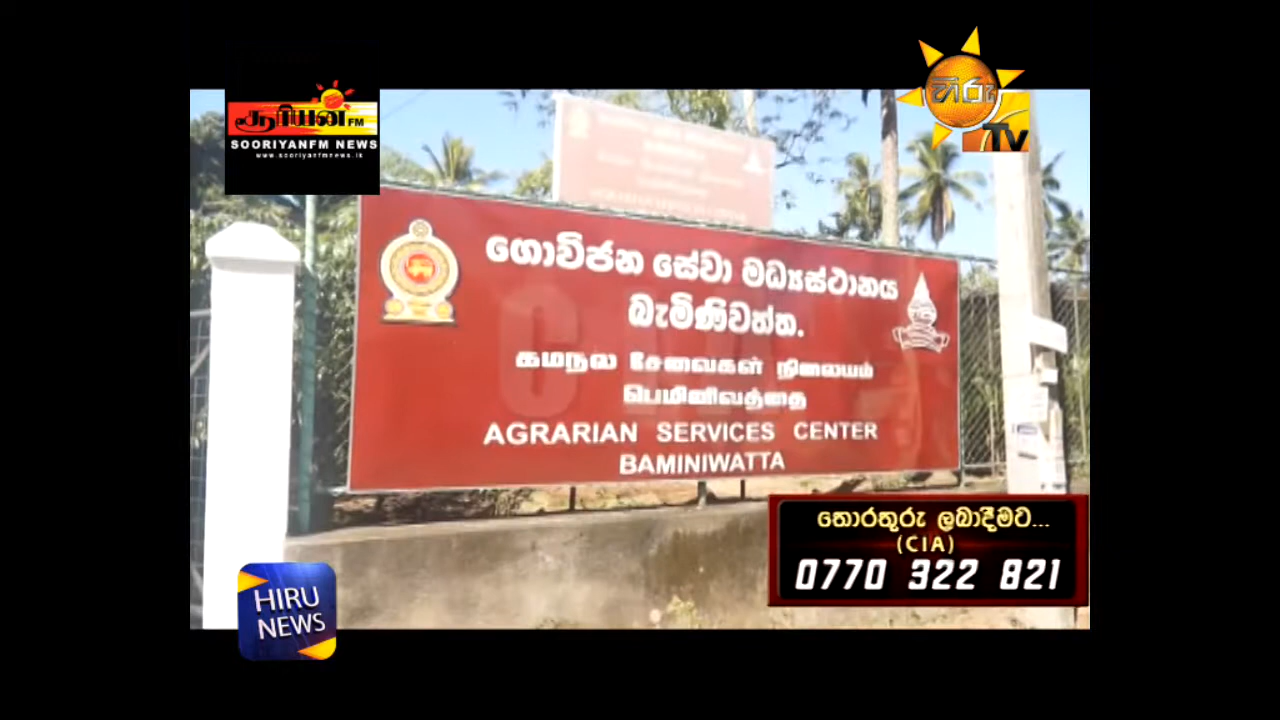 සූரியன் FM
SOORIYANFM NEWS
www.sooriyanfmnews.lk
හිරු
TV
ගොවිජන සේවා මධ්‍යස්ථානය
බැමිණිවත්ත.
கமநல சேவைகள் நிலையம்
பெமினிவத்தை
AGRARIAN SERVICES CENTER
BAMINIWATTA
තොරතුරු ලබාදීමට...
(CIA)
0770 322 821
HIRU
NEWS